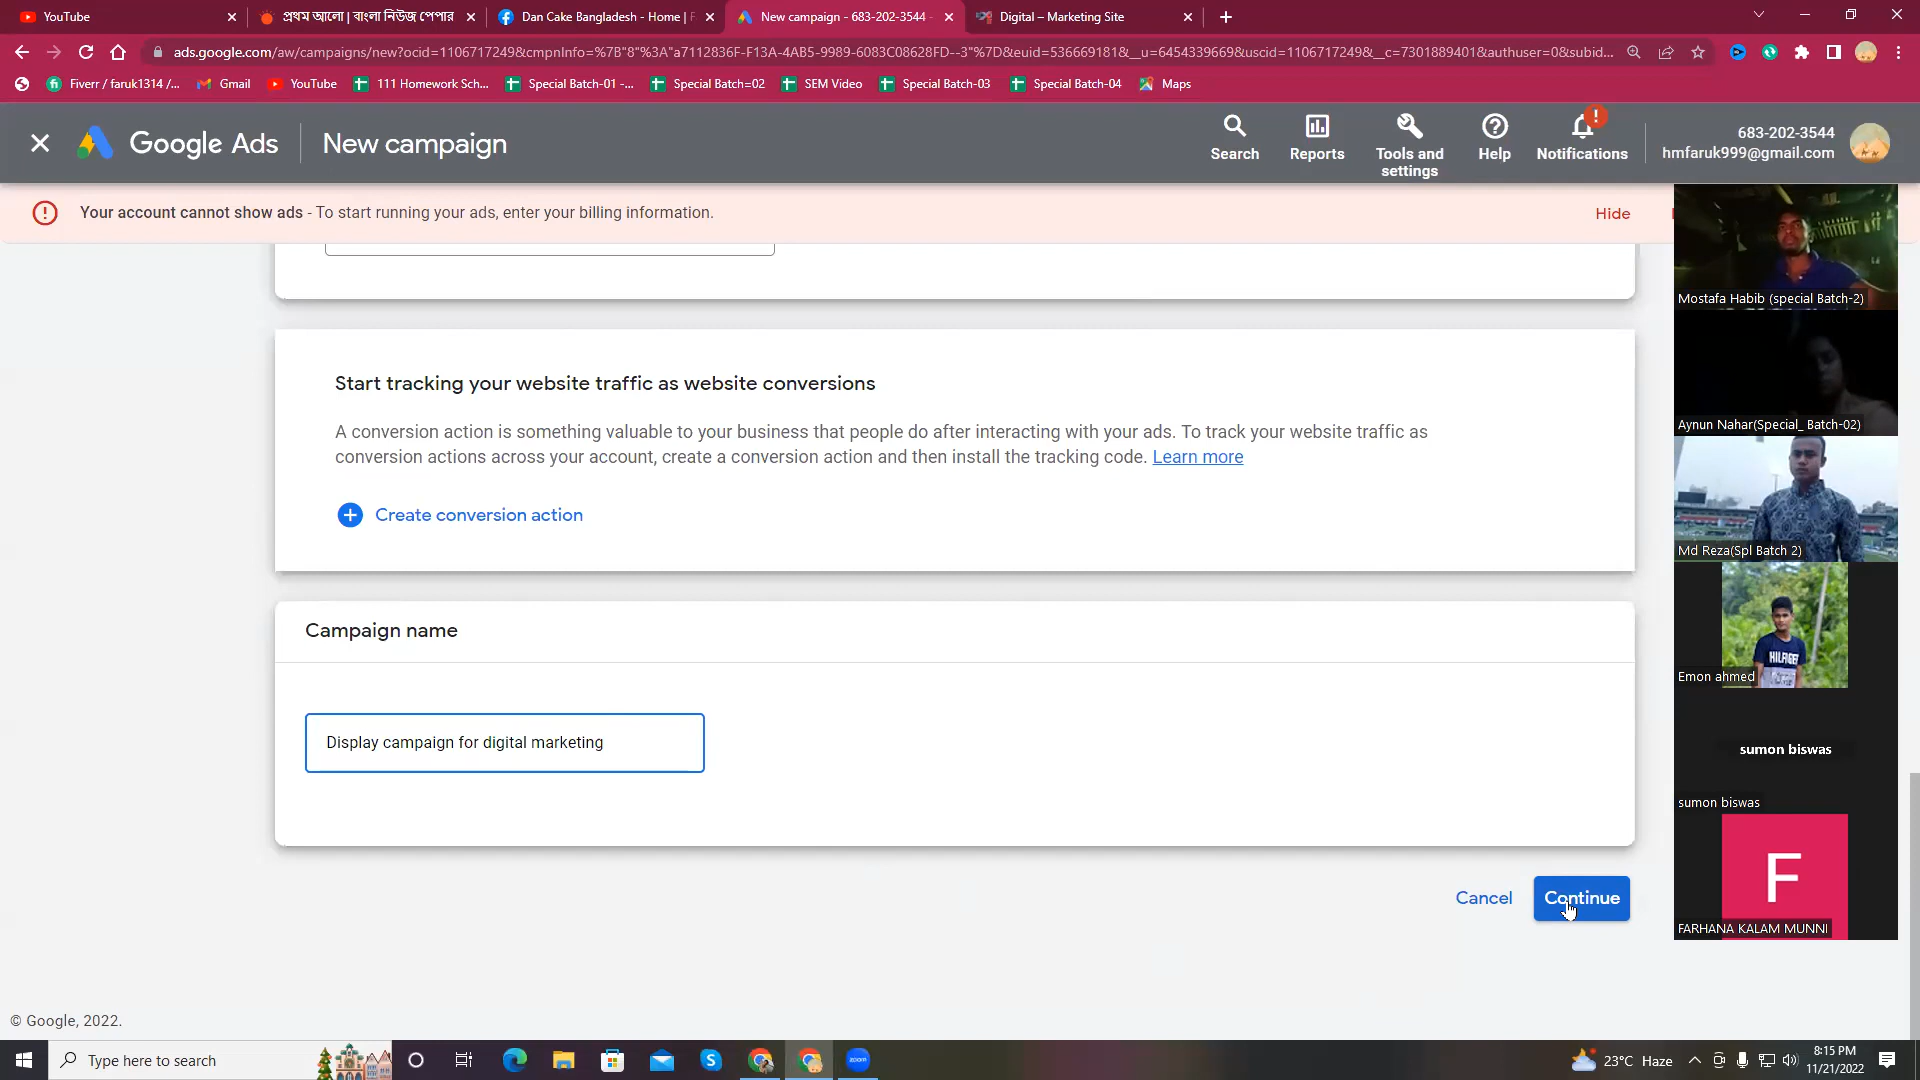 YouTube
প্রথম আলো | বাংলা নিউজ পেপার
Dan Cake Bangladesh - Home | F
New campaign - 683-202-3544 -
Digital – Marketing Site
ads.google.com/aw/campaigns/new?ocid=1106717249&cmpnInfo=%7B"8"%3A"a7112836F-F13A-4AB5-9989-6083C08628FD--3"%7D&euid=536669181&__u=6454339669&uscid=1106717249&__c=7301889401&authuser=0&subid...
Fiverr / faruk1314 /...
Gmail
YouTube
111 Homework Sch...
Special Batch-01 -...
Special Batch=02
SEM Video
Special Batch-03
Special Batch-04
Maps
Google Ads
New campaign
Search
Reports
Tools and
settings
Help
Notifications
683-202-3544
hmfaruk999@gmail.com
Your account cannot show ads - To start running your ads, enter your billing information.
Hide
Start tracking your website traffic as website conversions
A conversion action is something valuable to your business that people do after interacting with your ads. To track your website traffic as
conversion actions across your account, create a conversion action and then install the tracking code. Learn more
Create conversion action
Campaign name
Display campaign for digital marketing
Cancel
Continue
© Google, 2022.
Mostafa Habib (special Batch-2)
Aynun Nahar(Special_ Batch-02)
Md Reza(Spl Batch 2)
HILFIGER
Emon ahmed
sumon biswas
sumon biswas
F
FARHANA KALAM MUNNI
Type here to search
zoom
23°C Haze
8:15 PM
11/21/2022